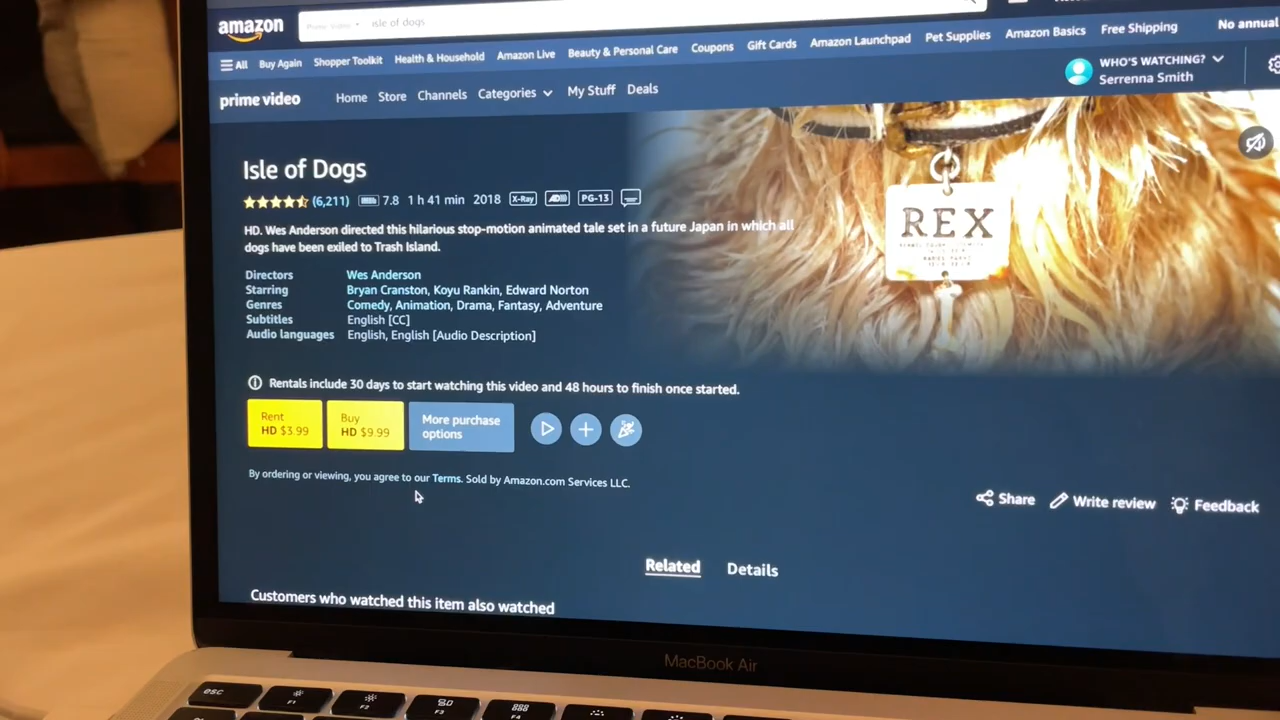 amazon
Prime Video
isle of dogs
All Buy Again Shopper Toolkit Health & Household Amazon Live Beauty & Personal Care Coupons Gift Cards Amazon Launchpad Pet Supplies Amazon Basics Free Shipping
No annual
prime video Home Store Channels Categories My Stuff Deals
WHO'S WATCHING?
Serrenna Smith
Isle of Dogs
(6,211) 7.8 1 h 41 min 2018 X-Ray AD PG-13
HD. Wes Anderson directed this hilarious stop-motion animated tale set in a future Japan in which all
dogs have been exiled to Trash Island.
Directors Wes Anderson
Starring Bryan Cranston, Koyu Rankin, Edward Norton
Genres Comedy, Animation, Drama, Fantasy, Adventure
Subtitles English [CC]
Audio languages English, English [Audio Description]
REX
Rentals include 30 days to start watching this video and 48 hours to finish once started.
Rent
HD $3.99
Buy
HD $9.99
More purchase
options
By ordering or viewing, you agree to our Terms. Sold by Amazon.com Services LLC.
Share Write review Feedback
Related Details
Customers who watched this item also watched
MacBook Air
esc F1 F2 F3 F4